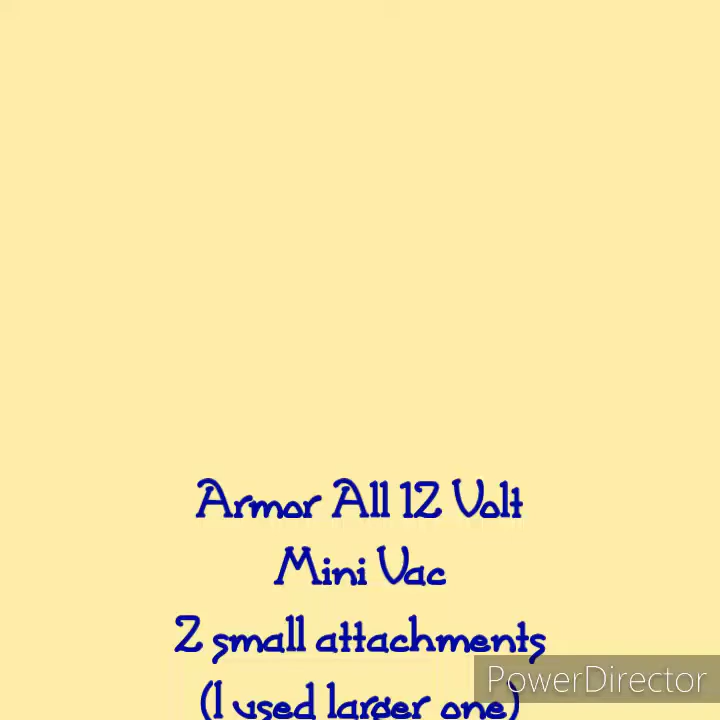 Armor All 12 Volt
Mini Vac
2 small attachments
(I used larger one)
PowerDirector